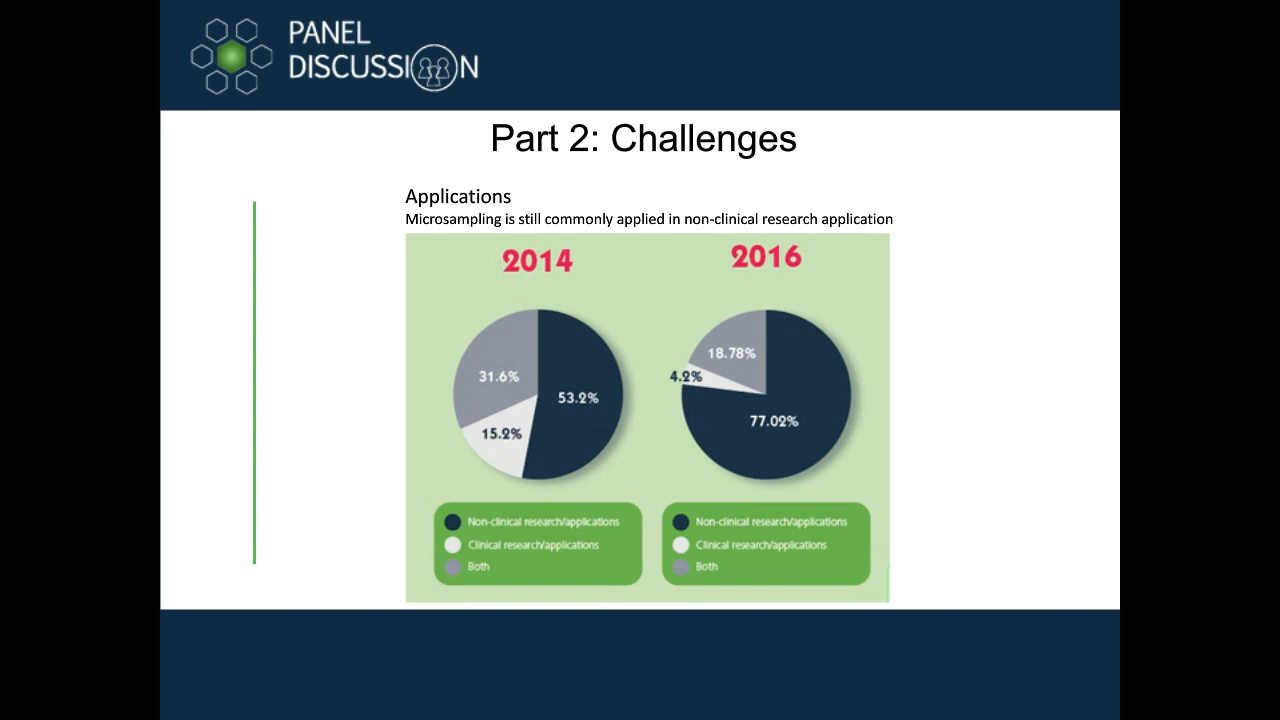 PANEL
DISCUSSION
Part 2: Challenges
Applications
Microsampling is still commonly applied in non-clinical research application
2014
31.6%
53.2%
15.2%
Non-clinical research/applications
Clinical research/applications
Both
2016
18.78%
4.2%
77.02%
Non-clinical research/applications
Clinical research/applications
Both